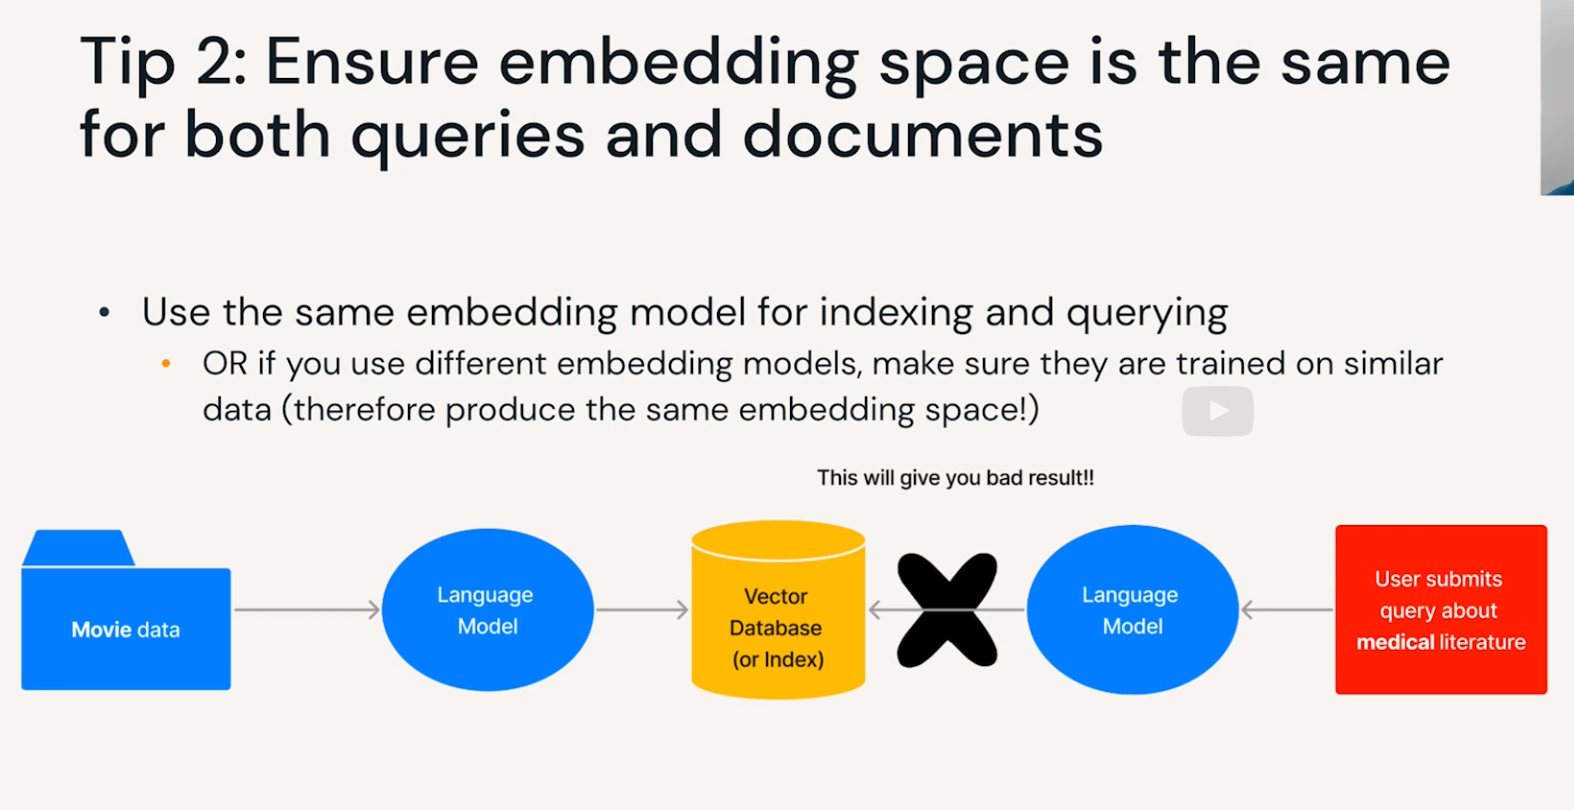 Tip 2: Ensure embedding space is the same
for both queries and documents
• Use the same embedding model for indexing and querying
• OR if you use different embedding models, make sure they are trained on similar
data (therefore produce the same embedding space!)
This will give you bad result!!
Movie data
Language
Model
Vector
Database
(or Index)
Language
Model
User submits
query about
medical literature